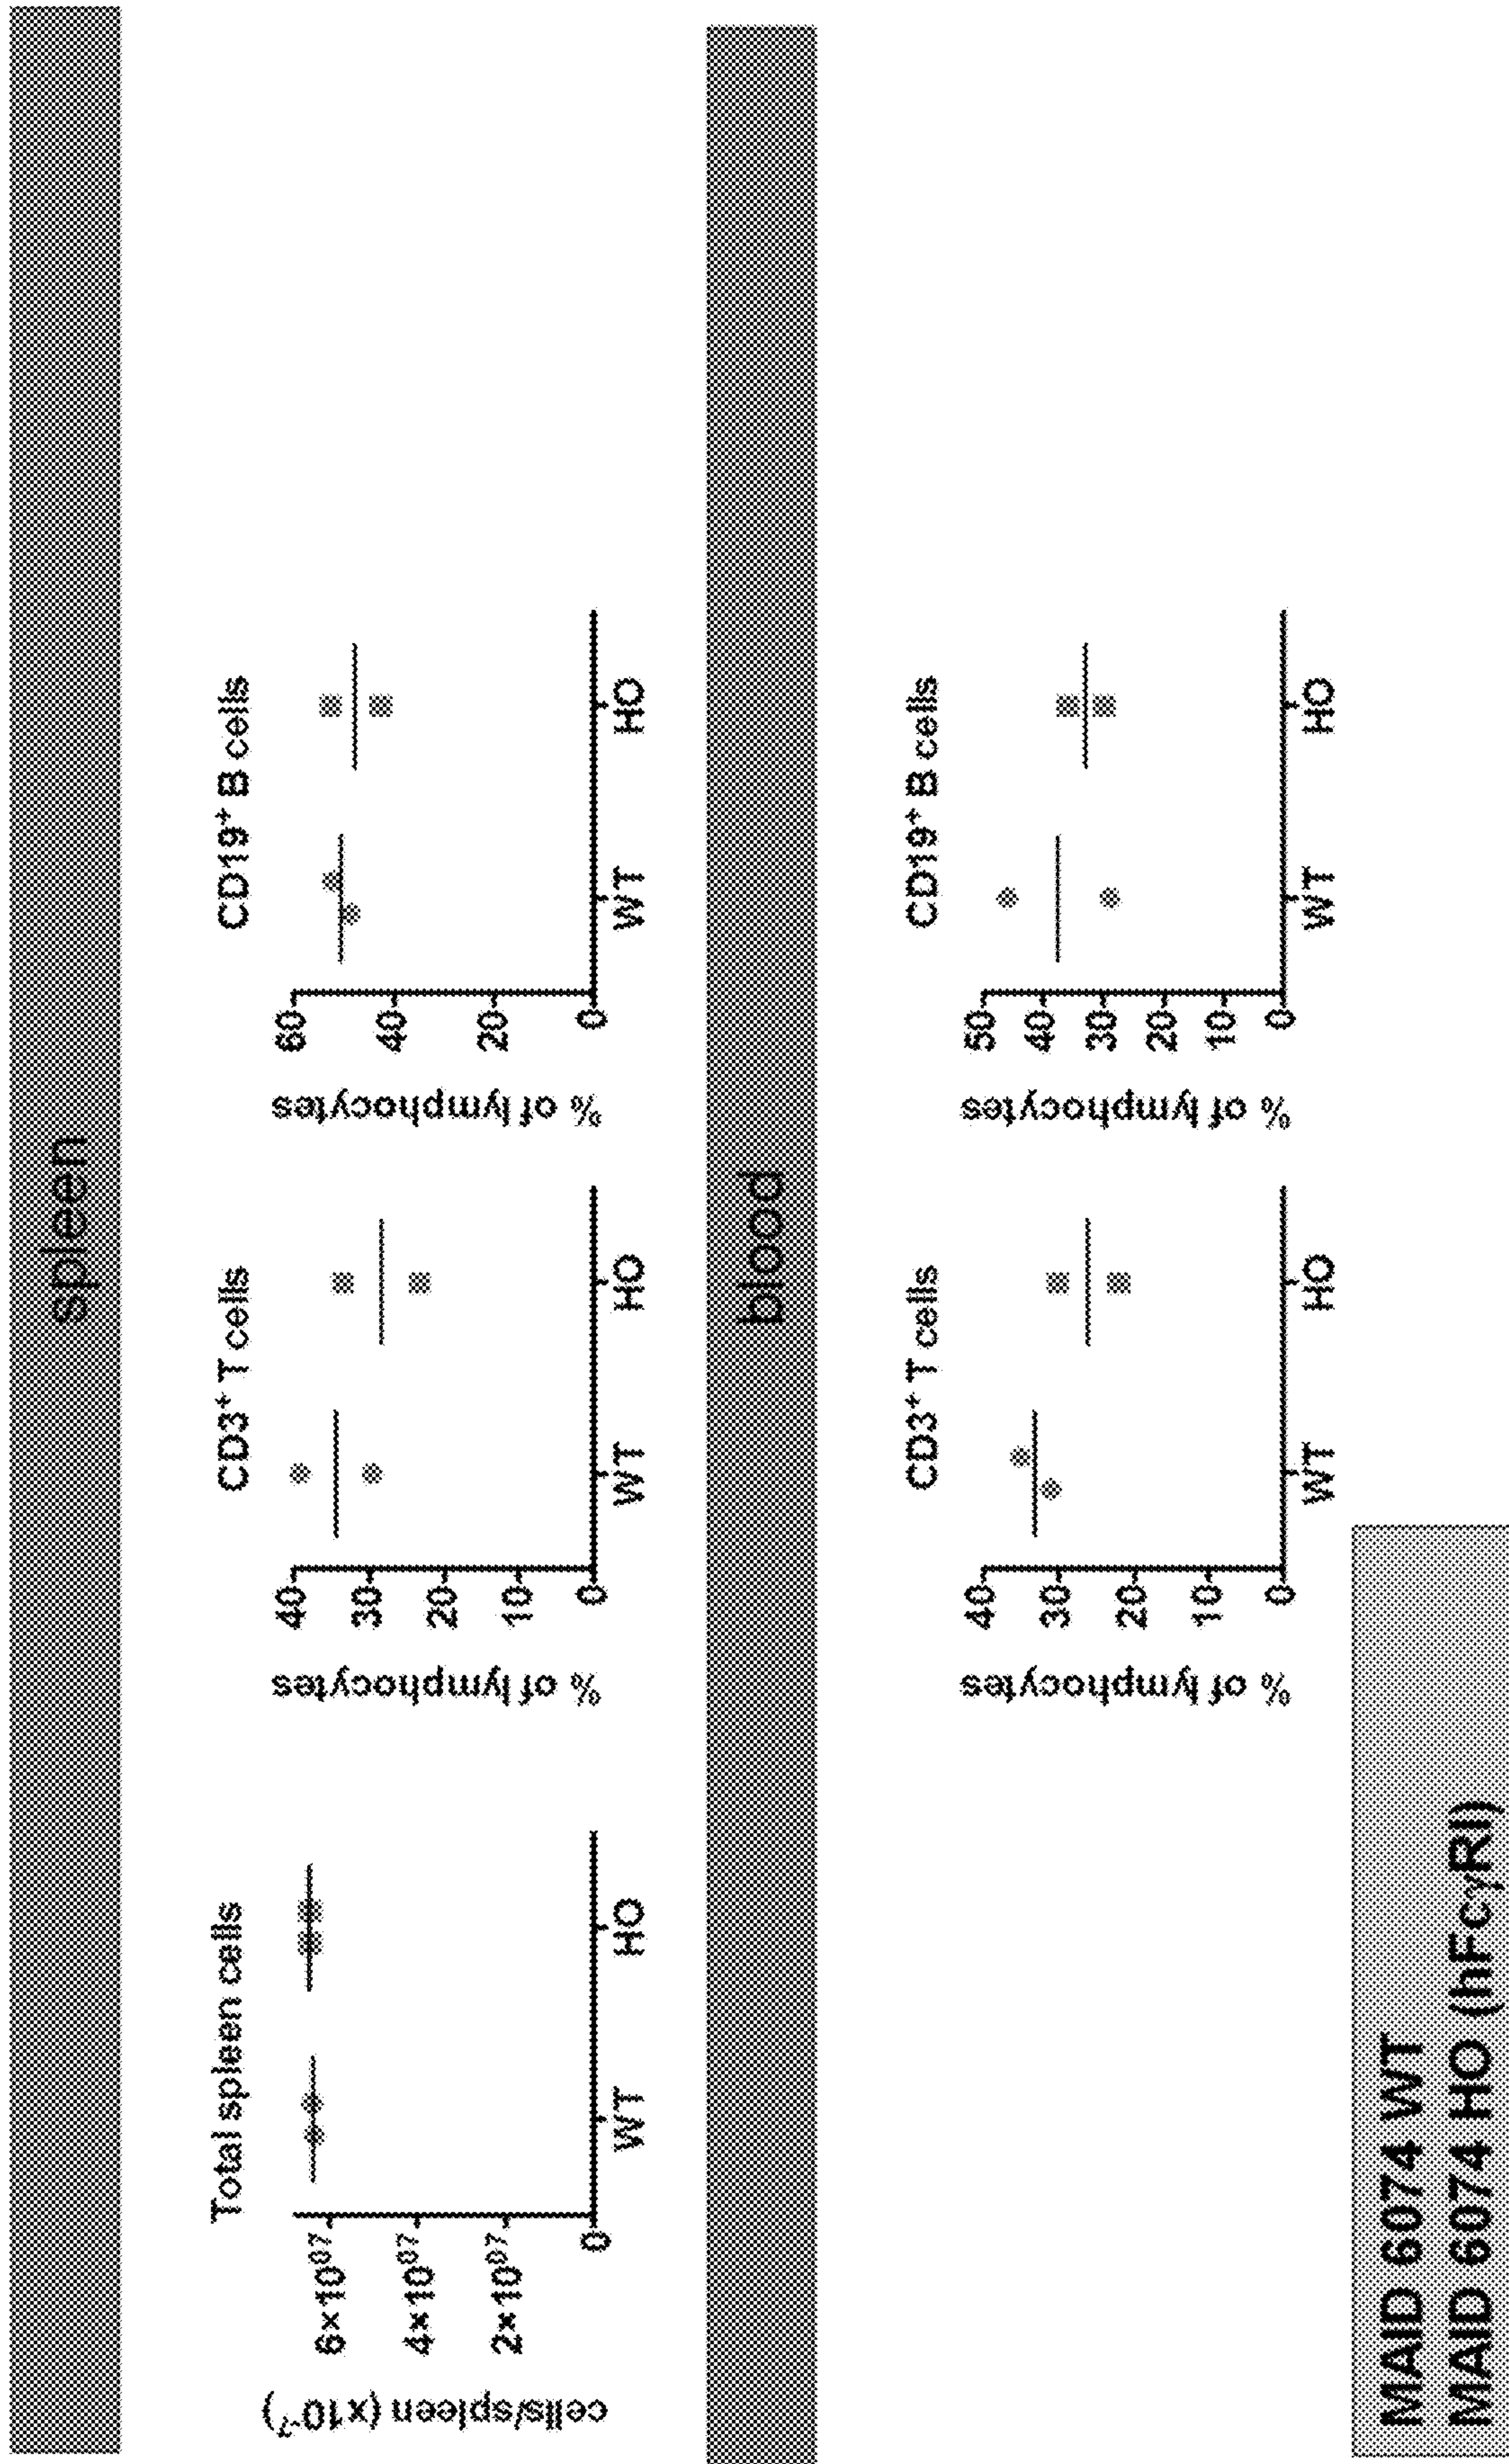 spleen
Total spleen cells
cells/spleen (x10⁻⁷)
6×10⁰⁷
4×10⁰⁷
2×10⁰⁷
0
WT
HO
CD3⁺ T cells
% of lymphocytes
40
30
20
10
0
WT
HO
CD19⁺ B cells
% of lymphocytes
60
40
20
0
WT
HO
blood
CD3⁺ T cells
% of lymphocytes
40
30
20
10
0
WT
HO
CD19⁺ B cells
% of lymphocytes
50
40
30
20
10
0
WT
HO
MAID 6074 WT
MAID 6074 HO (hFcγRI)